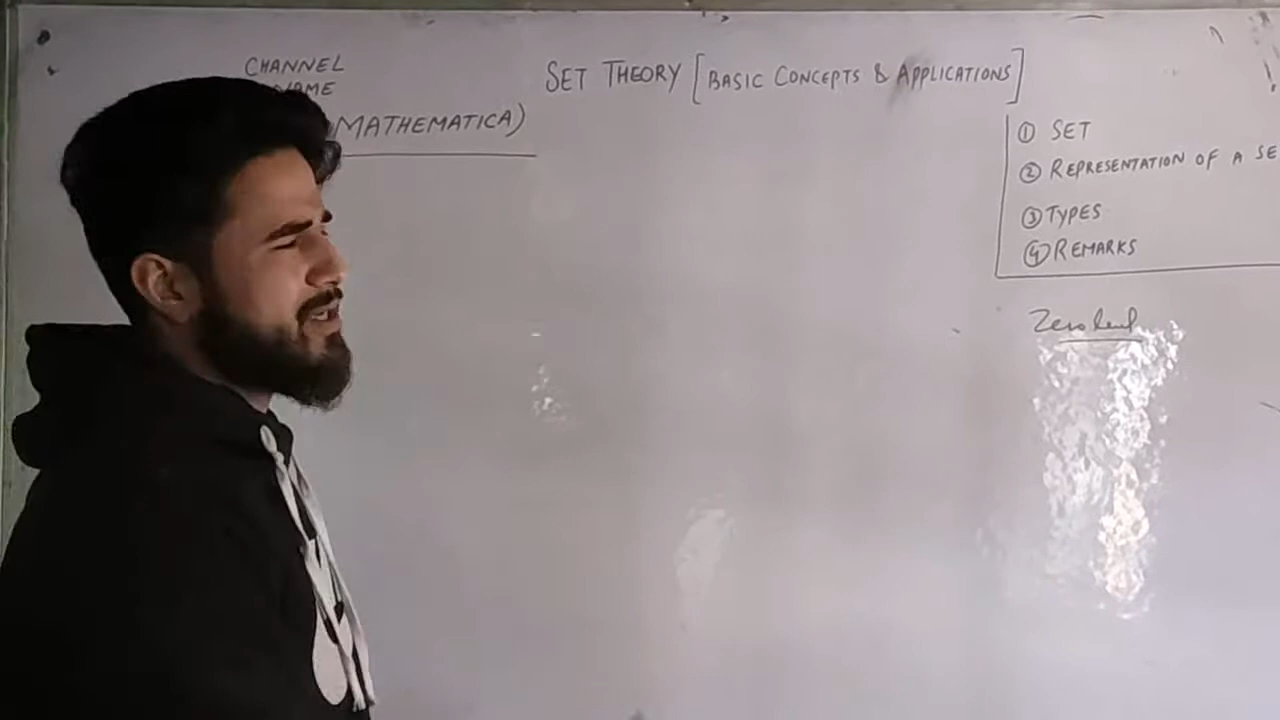 CHANNEL
NAME
MATHEMATICA)
SET THEORY [BASIC CONCEPTS & APPLICATIONS]
① SET
② REPRESENTATION OF A SE
③ TYPES
④ REMARKS
Zero level